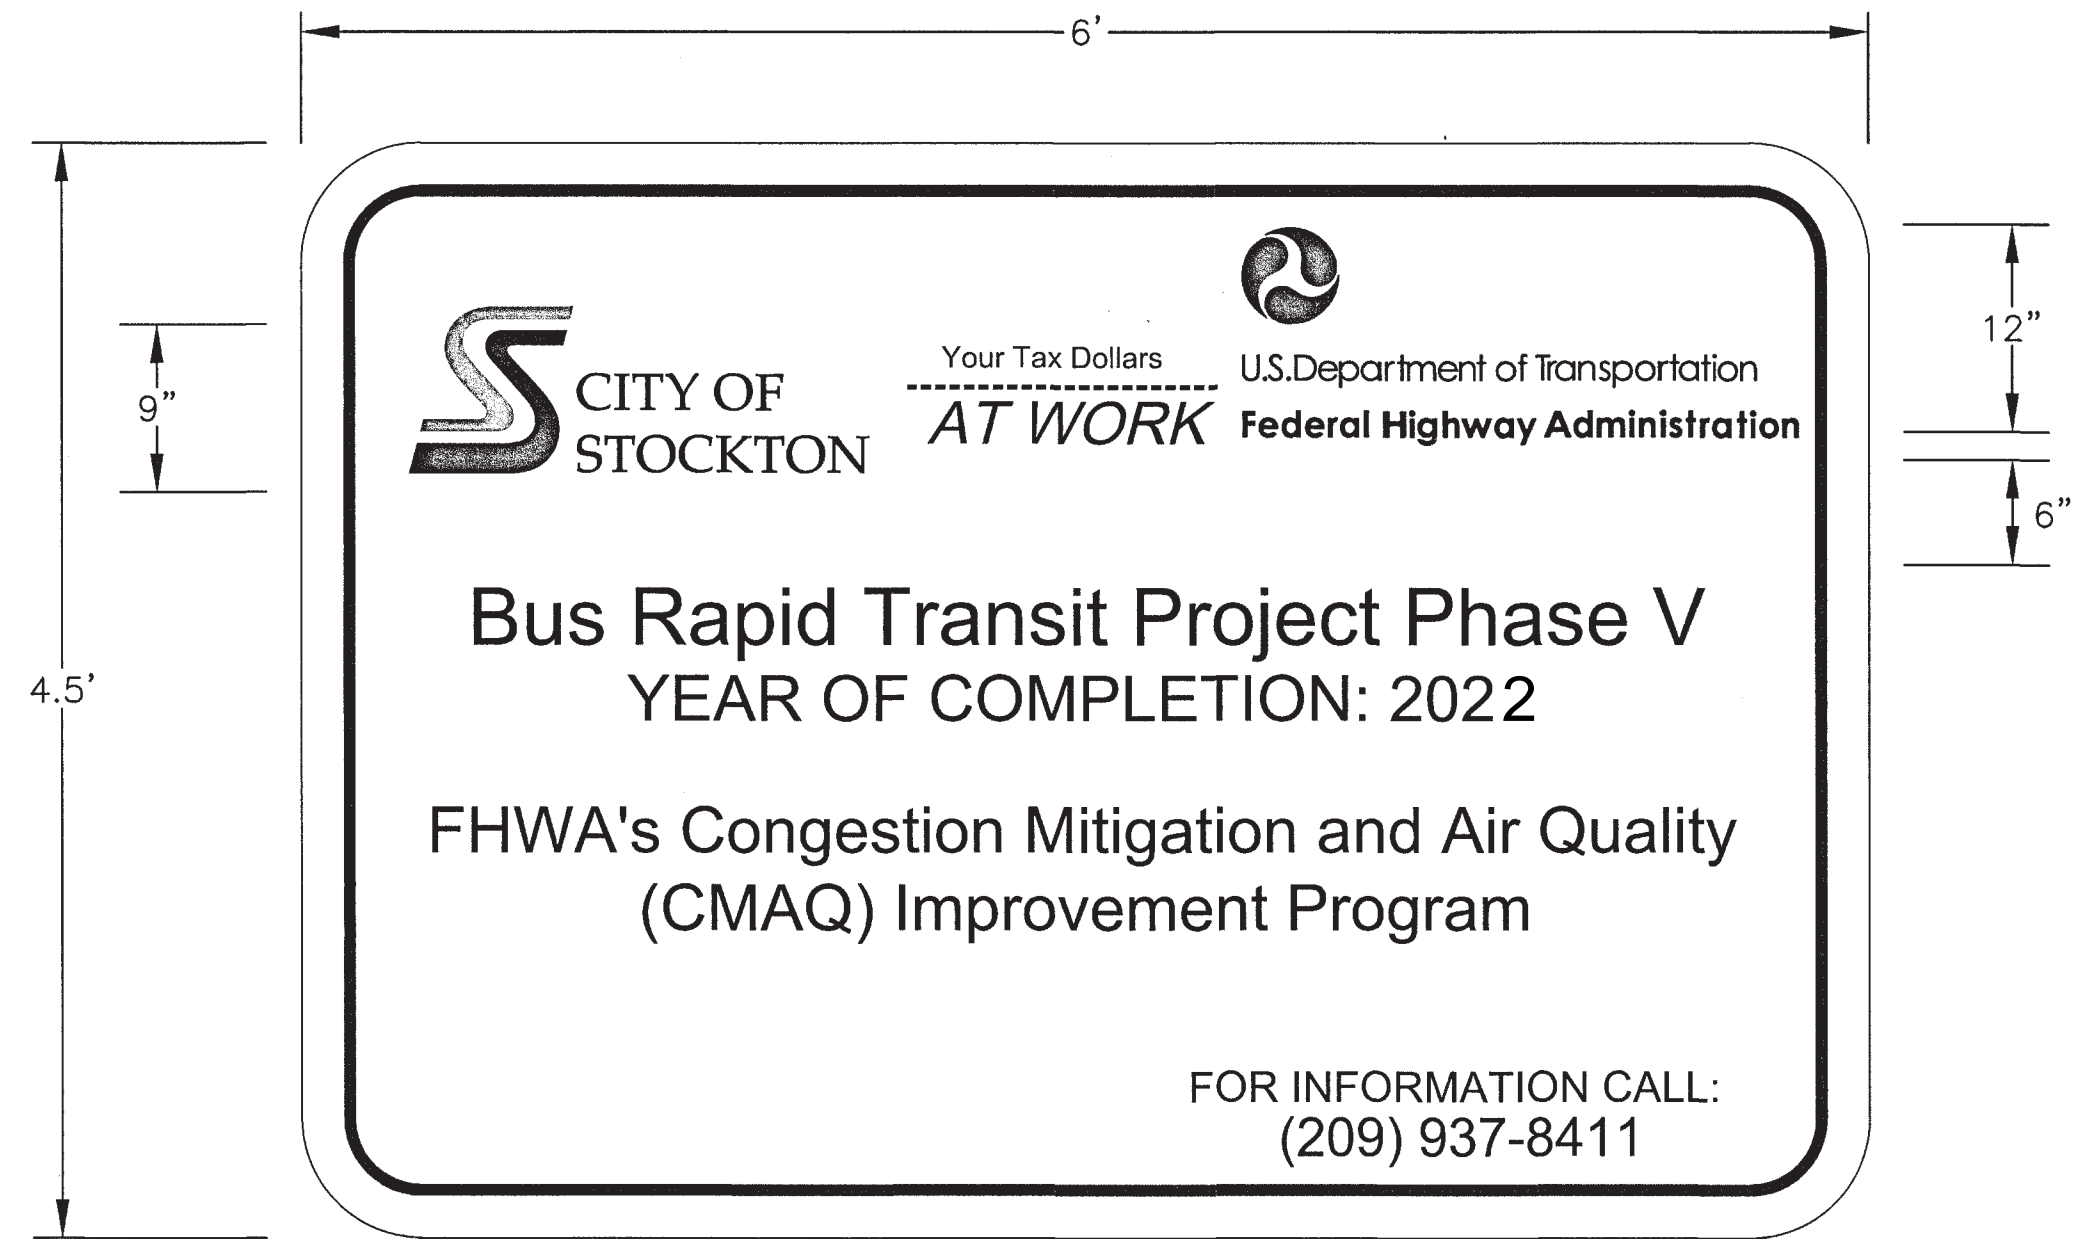 6'
4.5'
9"
12"
6"
CITY OF
STOCKTON
Your Tax Dollars
AT WORK
U.S.Department of Transportation
Federal Highway Administration
Bus Rapid Transit Project Phase V
YEAR OF COMPLETION: 2022
FHWA's Congestion Mitigation and Air Quality
(CMAQ) Improvement Program
FOR INFORMATION CALL:
(209) 937-8411